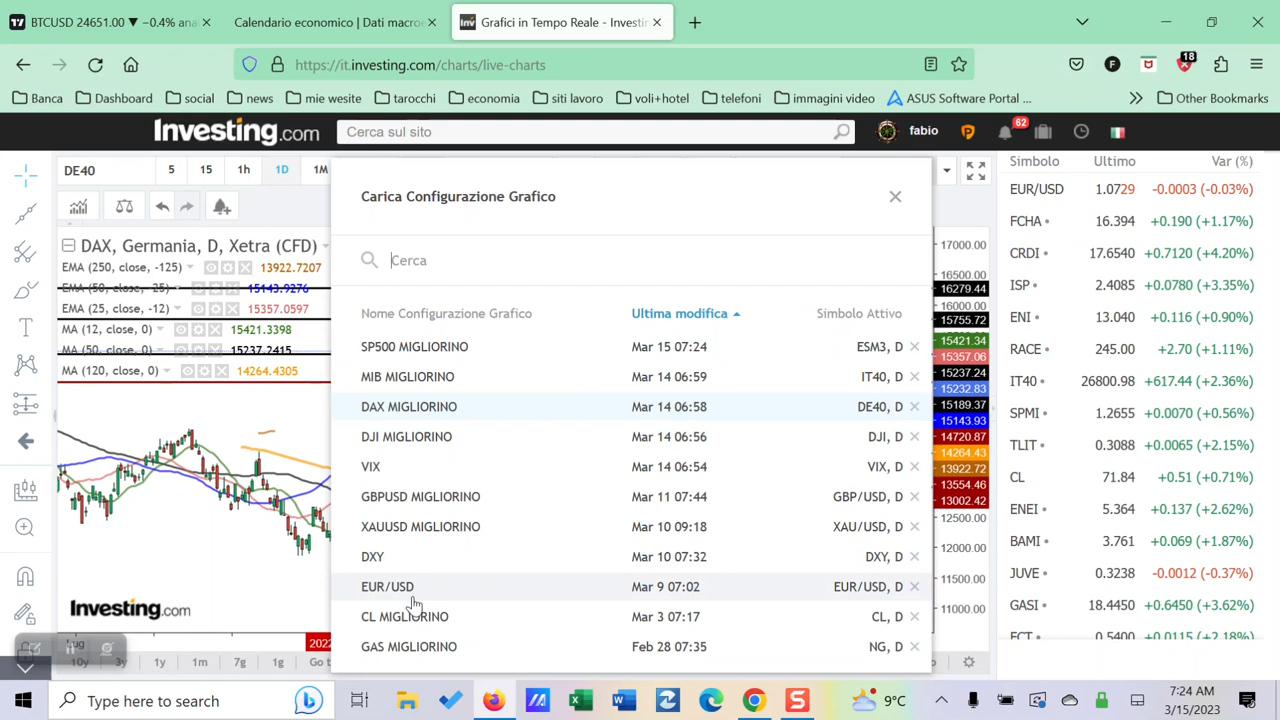 BTCUSD 24651.00 ▼ −0.4% ana
Calendario economico | Dati macroe
Grafici in Tempo Reale - Investin
https://it.investing.com/charts/live-charts
18
Banca
Dashboard
social
news
mie wesite
tarocchi
economia
siti lavoro
voli+hotel
telefoni
immagini video
ASUS Software Portal ...
Other Bookmarks
Investing.com
Cerca sul sito
fabio
62
DE40
5
15
1h
1D
1M
DAX, Germania, D, Xetra (CFD)
EMA (250, close, -125)
13922.7207
EMA (50, close, -25)
15143.9276
EMA (25, close, -12)
15357.0597
MA (12, close, 0)
15421.3398
MA (50, close, 0)
15237.2415
MA (120, close, 0)
14264.4305
Investing.com
Aug
2022
10y
3y
1y
1m
7g
1g
Go t
Carica Configurazione Grafico
Cerca
Nome Configurazione Grafico
Ultima modifica
Simbolo Attivo
SP500 MIGLIORINO
Mar 15 07:24
ESM3, D
MIB MIGLIORINO
Mar 14 06:59
IT40, D
DAX MIGLIORINO
Mar 14 06:58
DE40, D
DJI MIGLIORINO
Mar 14 06:56
DJI, D
VIX
Mar 14 06:54
VIX, D
GBPUSD MIGLIORINO
Mar 11 07:44
GBP/USD, D
XAUUSD MIGLIORINO
Mar 10 09:18
XAU/USD, D
DXY
Mar 10 07:32
DXY, D
EUR/USD
Mar 9 07:02
EUR/USD, D
CL MIGLIORINO
Mar 3 07:17
CL, D
GAS MIGLIORINO
Feb 28 07:35
NG, D
17000.00
16500.00
16279.44
16000.00
15755.72
15421.34
15357.06
15237.24
15232.83
15189.37
15143.93
14720.87
14264.43
13922.72
13554.46
13002.42
12500.00
12000.00
11500.00
11000.00
Simbolo Ultimo Var (%)
EUR/USD 1.0729 -0.0003 (-0.03%)
FCHA 16.394 +0.190 (+1.17%)
CRDI 17.6540 +0.7120 (+4.20%)
ISP 2.4085 +0.0780 (+3.35%)
ENI 13.040 +0.116 (+0.90%)
RACE 245.00 +2.70 (+1.11%)
IT40 26800.98 +617.44 (+2.36%)
SPMI 1.2655 +0.0070 (+0.56%)
TLIT 0.3088 +0.0065 (+2.15%)
CL 71.84 +0.51 (+0.71%)
ENEI 5.364 +0.137 (+2.62%)
BAMI 3.761 +0.069 (+1.87%)
JUVE 0.3238 -0.0012 (-0.37%)
GASI 18.4450 +0.6450 (+3.62%)
FCT 0.5400 +0.0115 (+2.18%)
Type here to search
9°C
7:24 AM
3/15/2023